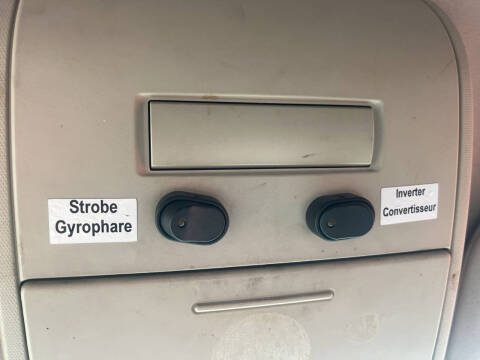 Strobe
Gyrophare
Inverter
Convertisseur